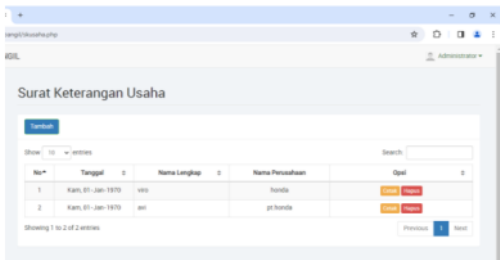 Administrator
Surat Keterangan Usaha
Tambah
Show 10 entries
Search:
No Tanggal Nama Lengkap Nama Perusahaan Opsi
1 Kam, 01-Jan-1970 honda Cetak Hapus
2 Kam, 01-Jan-1970 avi pt honda Cetak Hapus
Showing 1 to 2 of 2 entries
Previous 1 Next